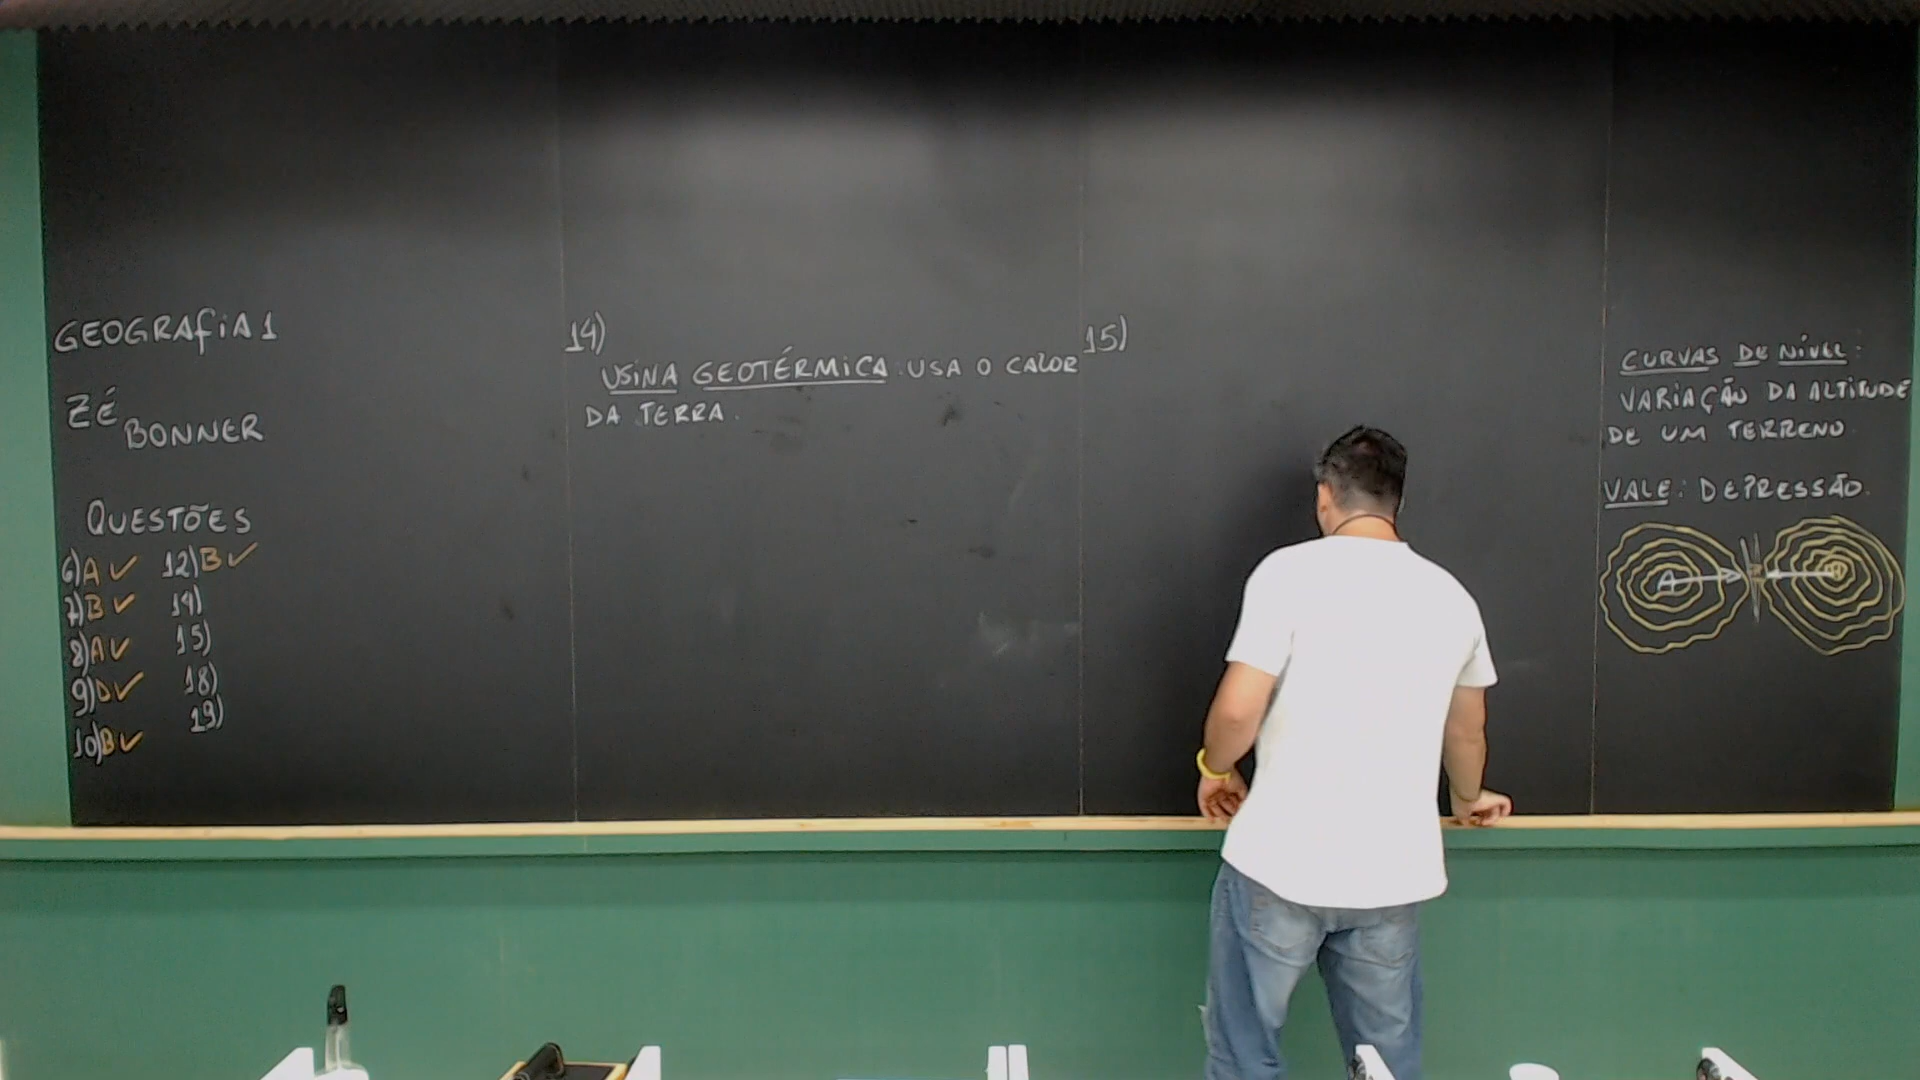 GEOGRAFiA 1
ZÉ BONNER
QUESTÕES
6) A ✓ 12) B ✓
7) B ✓ 14)
8) A ✓ 15)
9) D ✓ 18)
10) B ✓ 19)
14)
USINA GEOTÉRMICA: USA O CALOR
DA TERRA.
15)
CURVAS DE NÍVEL:
VARIAÇÃO DA ALTITUDE
DE UM TERRENO
VALE: DEPRESSÃO.
A